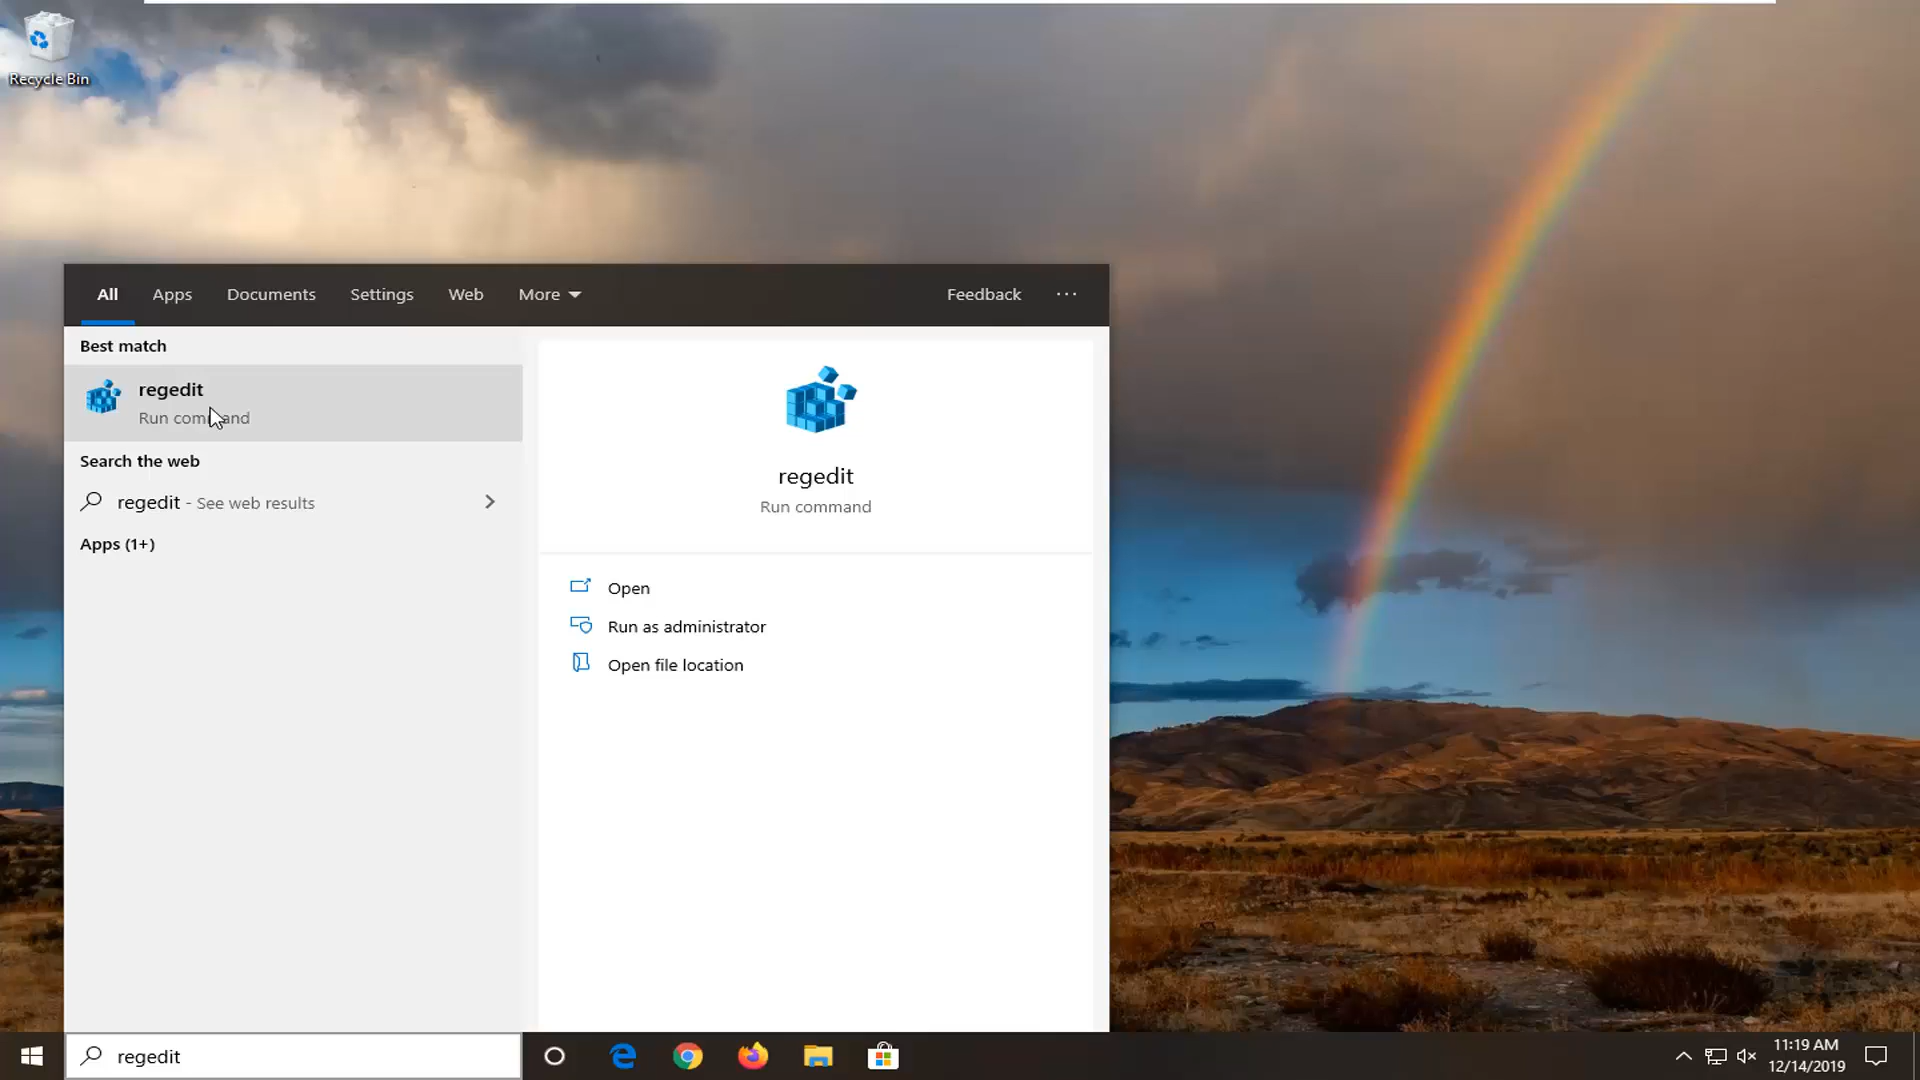 Recycle Bin
All Apps Documents Settings Web More Feedback ...
Best match
regedit
Run command
Search the web
regedit - See web results
Apps (1+)
regedit
Run command
Open
Run as administrator
Open file location
regedit
11:19 AM
12/14/2019